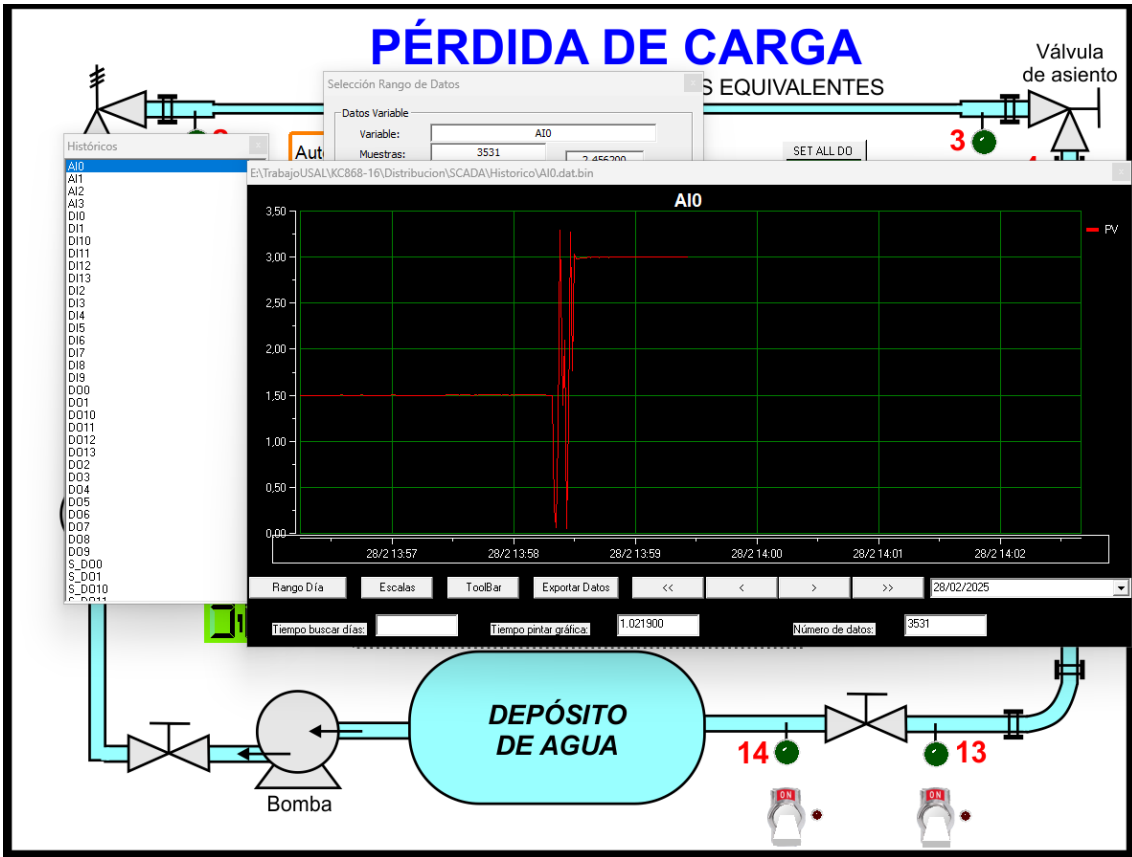 PÉRDIDA DE CARGA
S EQUIVALENTES
Válvula
de asiento
Selección Rango de Datos
Datos Variable
Variable:
AI0
Muestras:
3531
2.456200
3
SET ALL DO
Históricos
AI0
AI1
AI2
AI3
DI0
DI1
DI10
DI11
DI12
DI13
DI2
DI3
DI4
DI5
DI6
DI7
DI8
DI9
DO0
DO1
DO10
DO11
DO12
DO13
DO2
DO3
DO4
DO5
DO6
DO7
DO8
DO9
S_DO0
S_DO1
S_DO10
S_DO11
E:\TrabajoUSAL\KC868-16\Distribucion\SCADA\Historico\AI0.dat.bin
AI0
PV
3,50
3,00
2,50
2,00
1,50
1,00
0,50
0,00
28/2 13:57
28/2 13:58
28/2 13:59
28/2 14:00
28/2 14:01
28/2 14:02
Rango Día
Escalas
ToolBar
Exportar Datos
<<
<
>
>>
28/02/2025
Tiempo buscar días:
Tiempo pintar gráfica:
1.021900
Número de datos:
3531
DEPÓSITO
DE AGUA
14
13
Bomba
ON
ON